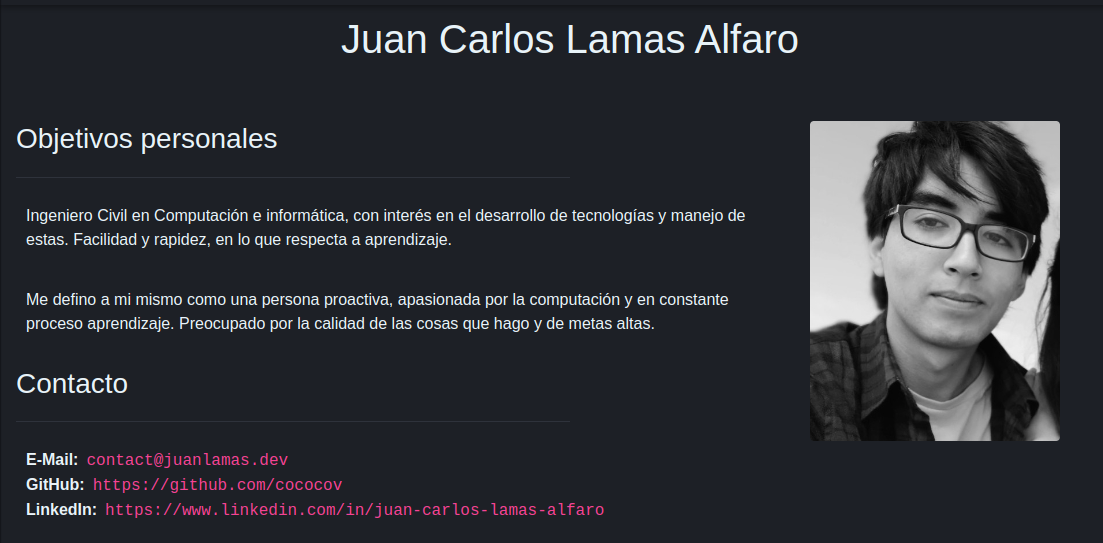 Juan Carlos Lamas Alfaro
Objetivos personales
Ingeniero Civil en Computación e informática, con interés en el desarrollo de tecnologías y manejo de
estas. Facilidad y rapidez, en lo que respecta a aprendizaje.
Me defino a mi mismo como una persona proactiva, apasionada por la computación y en constante
proceso aprendizaje. Preocupado por la calidad de las cosas que hago y de metas altas.
Contacto
E-Mail: contact@juanlamas.dev
GitHub: https://github.com/cococov
LinkedIn: https://www.linkedin.com/in/juan-carlos-lamas-alfaro